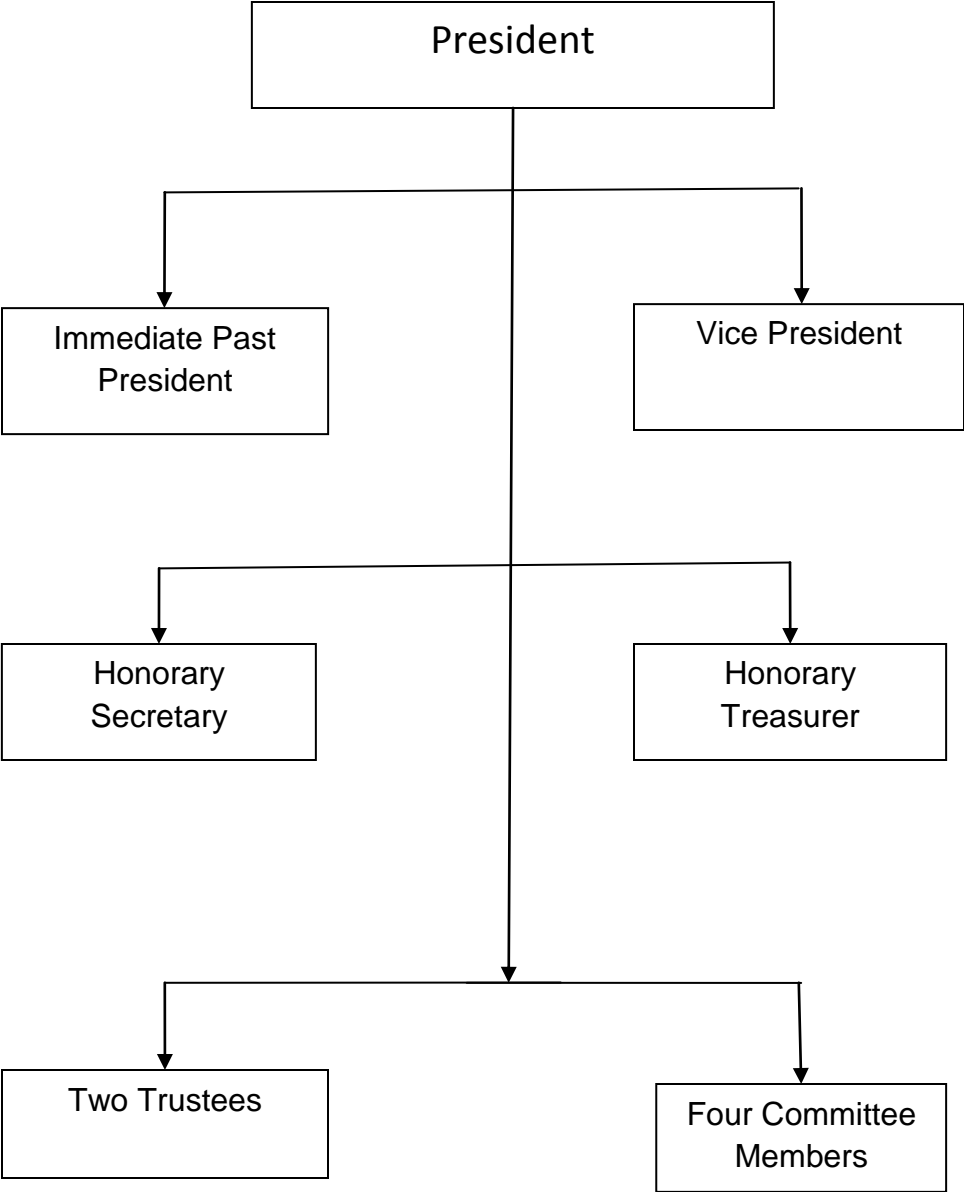 President
Immediate Past
President
Vice President
Honorary
Secretary
Honorary
Treasurer
Two Trustees
Four Committee
Members